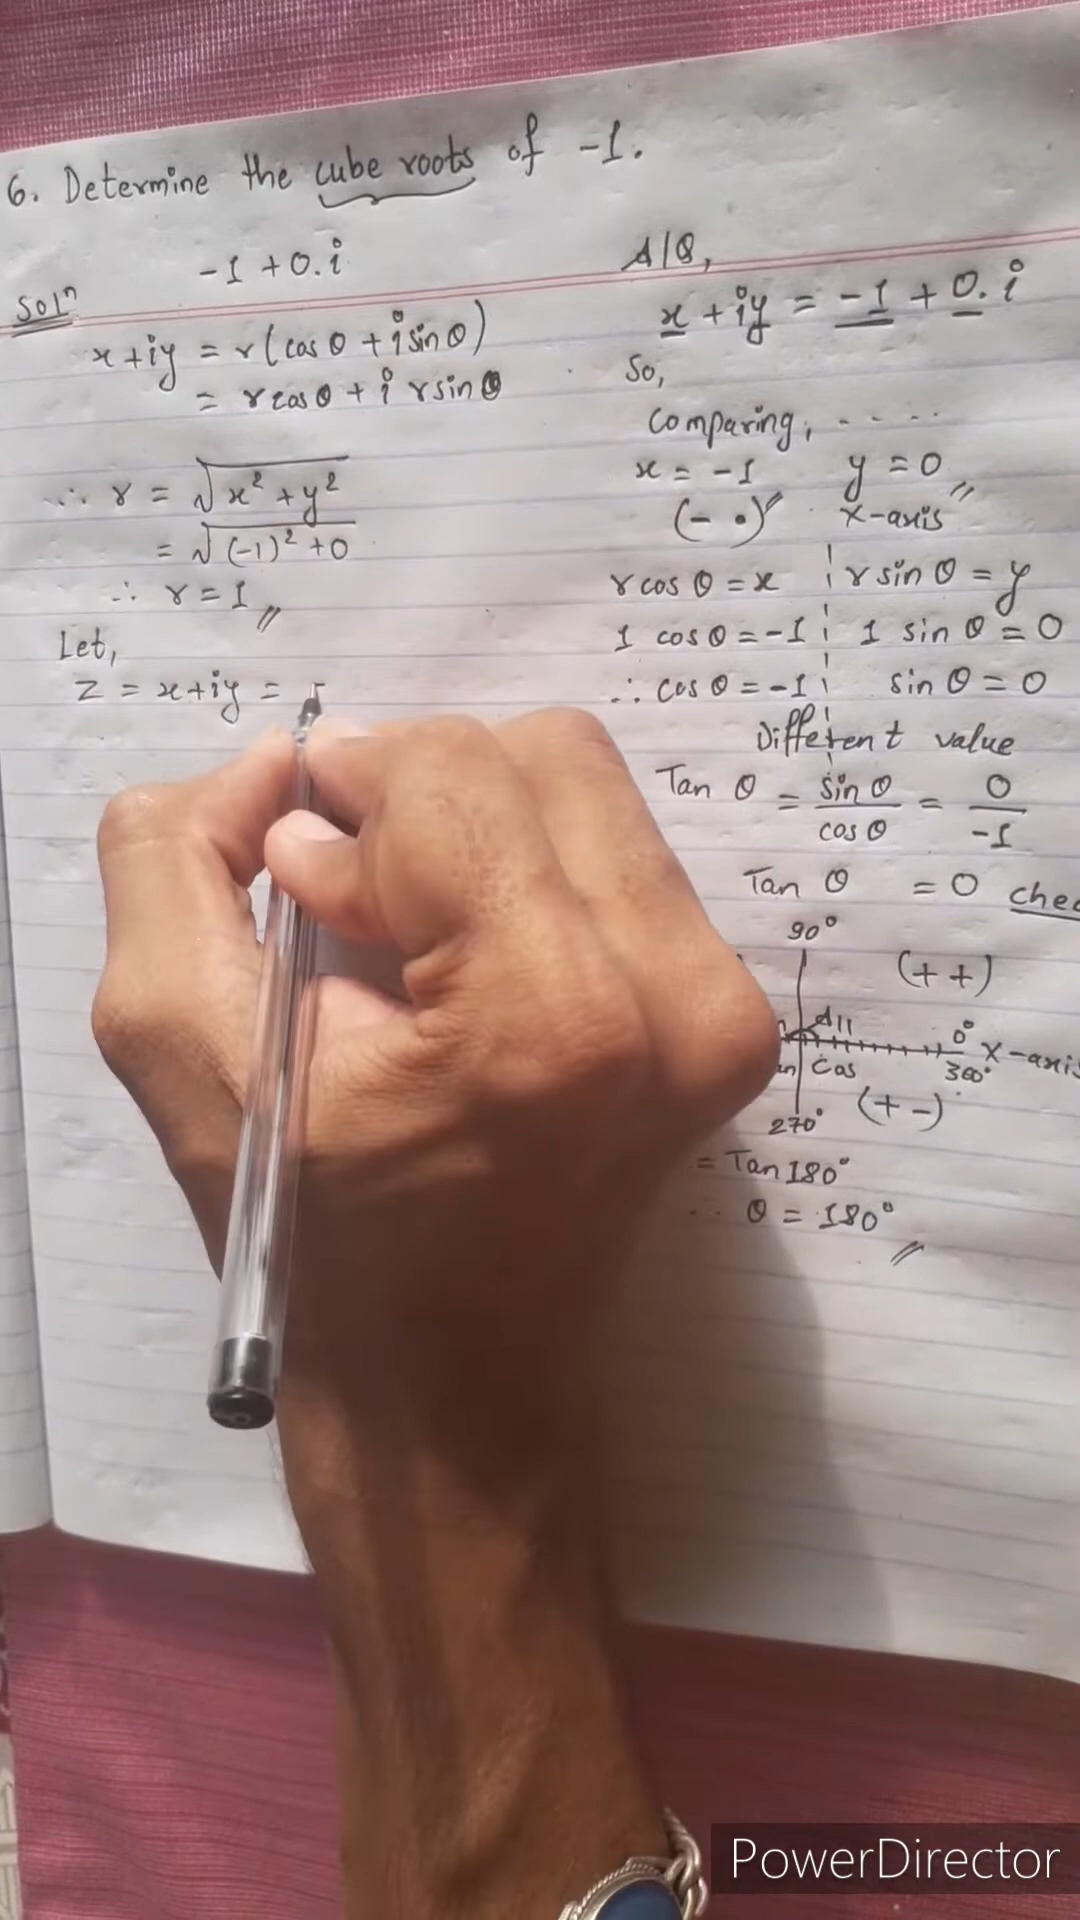 6. Determine the cube roots of -1.
Solⁿ
-1 + 0.i
x+iy = r(cos θ + i sin θ)
= r cos θ + i r sin θ
∴ r = √x² + y²
= √(-1)² + 0
∴ r = 1 //
Let,
Z = x+iy =
A/Q,
x + iy = -1 + 0. i
So,
Comparing, - - - - -
x = -1 y = 0 //
(- •) X-axis
r cos θ = x ¦ r sin θ = y
1 cos θ = -1 ¦ 1 sin θ = 0
∴ cos θ = -1 ¦ sin θ = 0
Different value
Tan θ = sin θ / cos θ = 0 / -1
Tan θ = 0
90°
(+ +)
All
0° X-axis
Cos 360°
(+ -)
270°
= Tan 180°
∴ θ = 180° //
PowerDirector